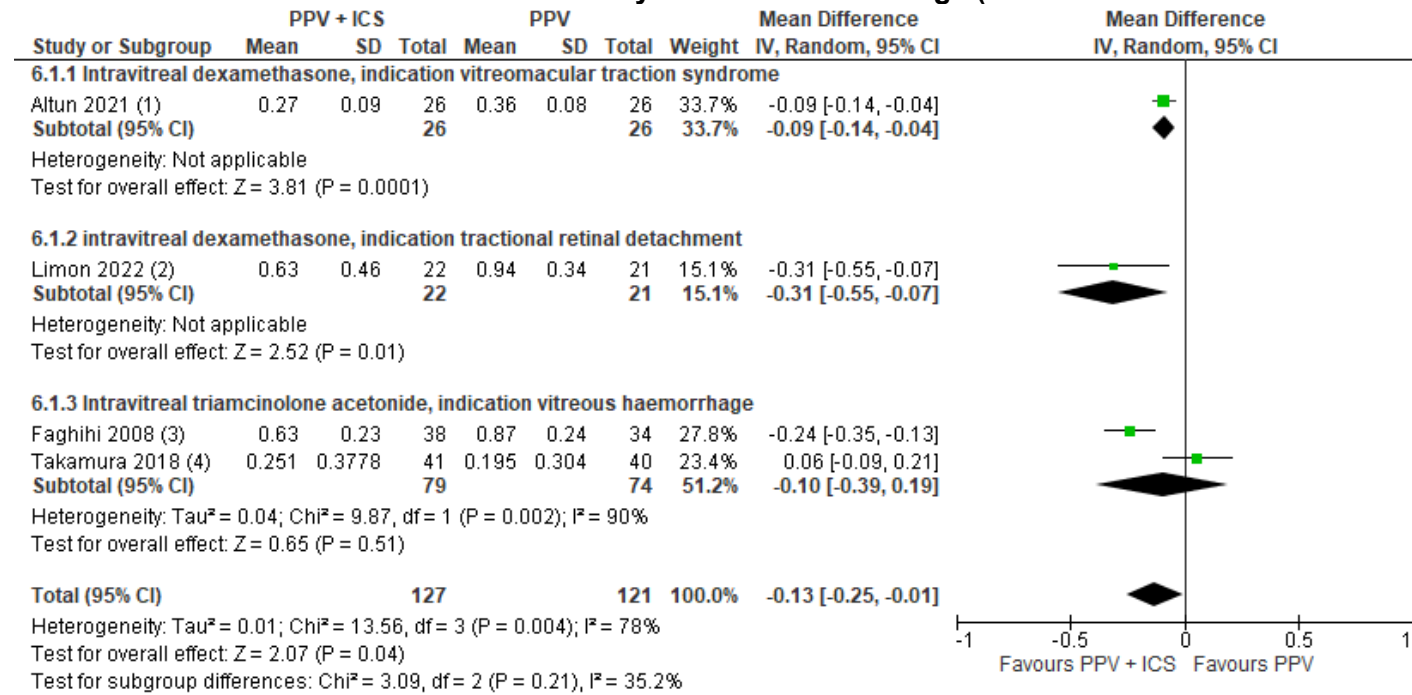 PPV + ICS PPV Mean Difference Mean Difference
Study or Subgroup Mean SD Total Mean SD Total Weight IV, Random, 95% CI IV, Random, 95% CI
6.1.1 Intravitreal dexamethasone, indication vitreomacular traction syndrome
Altun 2021 (1) 0.27 0.09 26 0.36 0.08 26 33.7% -0.09 [-0.14, -0.04]
Subtotal (95% CI) 26 26 33.7% -0.09 [-0.14, -0.04]
Heterogeneity: Not applicable
Test for overall effect: Z = 3.81 (P = 0.0001)
6.1.2 intravitreal dexamethasone, indication tractional retinal detachment
Limon 2022 (2) 0.63 0.46 22 0.94 0.34 21 15.1% -0.31 [-0.55, -0.07]
Subtotal (95% CI) 22 21 15.1% -0.31 [-0.55, -0.07]
Heterogeneity: Not applicable
Test for overall effect: Z = 2.52 (P = 0.01)
6.1.3 Intravitreal triamcinolone acetonide, indication vitreous haemorrhage
Faghihi 2008 (3) 0.63 0.23 38 0.87 0.24 34 27.8% -0.24 [-0.35, -0.13]
Takamura 2018 (4) 0.251 0.3778 41 0.195 0.304 40 23.4% 0.06 [-0.09, 0.21]
Subtotal (95% CI) 79 74 51.2% -0.10 [-0.39, 0.19]
Heterogeneity: Tau² = 0.04; Chi² = 9.87, df = 1 (P = 0.002); I² = 90%
Test for overall effect: Z = 0.65 (P = 0.51)
Total (95% CI) 127 121 100.0% -0.13 [-0.25, -0.01]
Heterogeneity: Tau² = 0.01; Chi² = 13.56, df = 3 (P = 0.004); I² = 78%
Test for overall effect: Z = 2.07 (P = 0.04)
Test for subgroup differences: Chi² = 3.09, df = 2 (P = 0.21), I² = 35.2%
-1 -0.5 0 0.5 1
Favours PPV + ICS Favours PPV